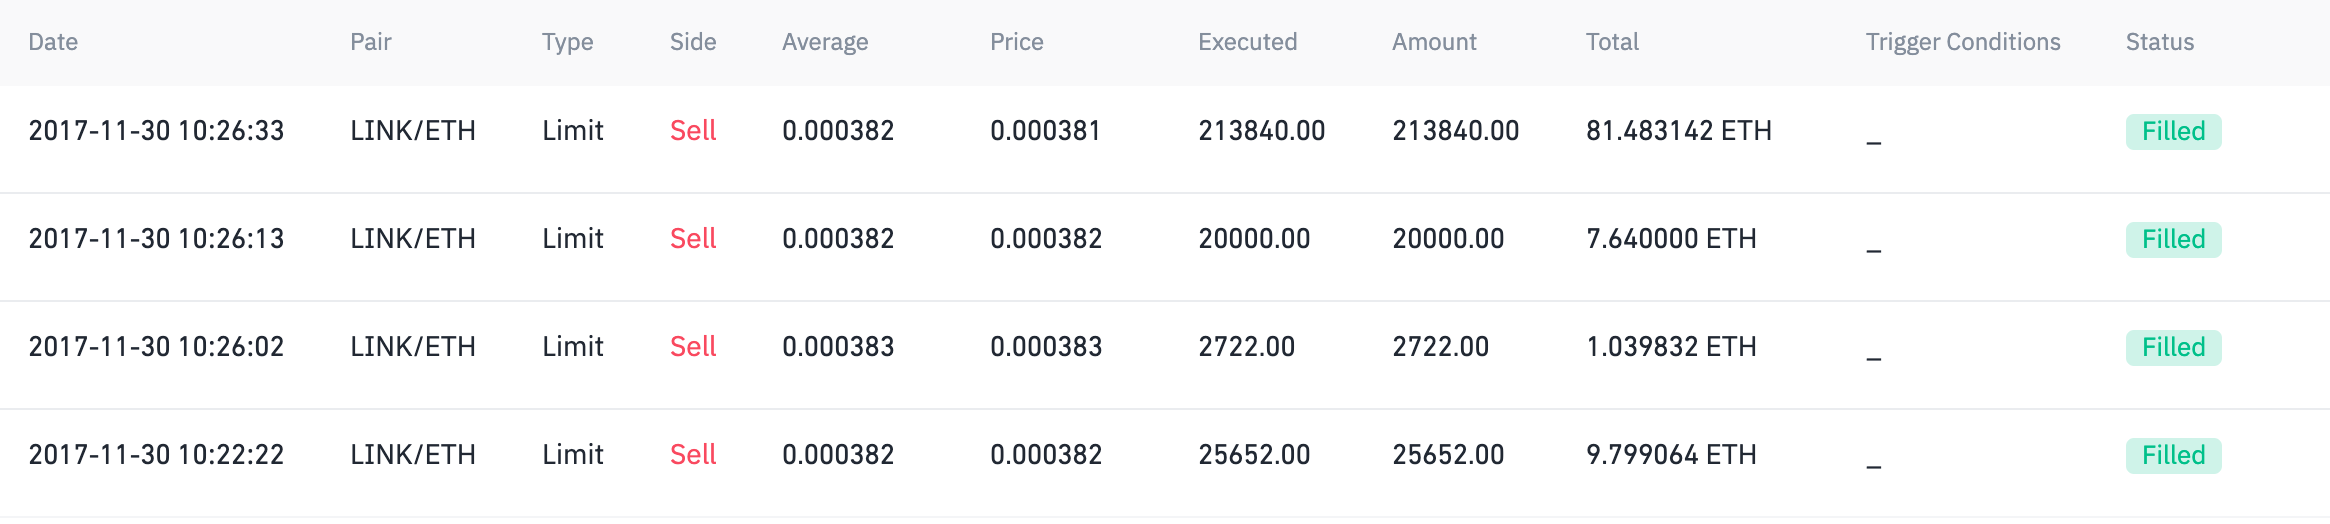 Date Pair Type Side Average Price Executed Amount Total Trigger Conditions Status
2017-11-30 10:26:33 LINK/ETH Limit Sell 0.000382 0.000381 213840.00 213840.00 81.483142 ETH _ Filled
2017-11-30 10:26:13 LINK/ETH Limit Sell 0.000382 0.000382 20000.00 20000.00 7.640000 ETH _ Filled
2017-11-30 10:26:02 LINK/ETH Limit Sell 0.000383 0.000383 2722.00 2722.00 1.039832 ETH _ Filled
2017-11-30 10:22:22 LINK/ETH Limit Sell 0.000382 0.000382 25652.00 25652.00 9.799064 ETH _ Filled